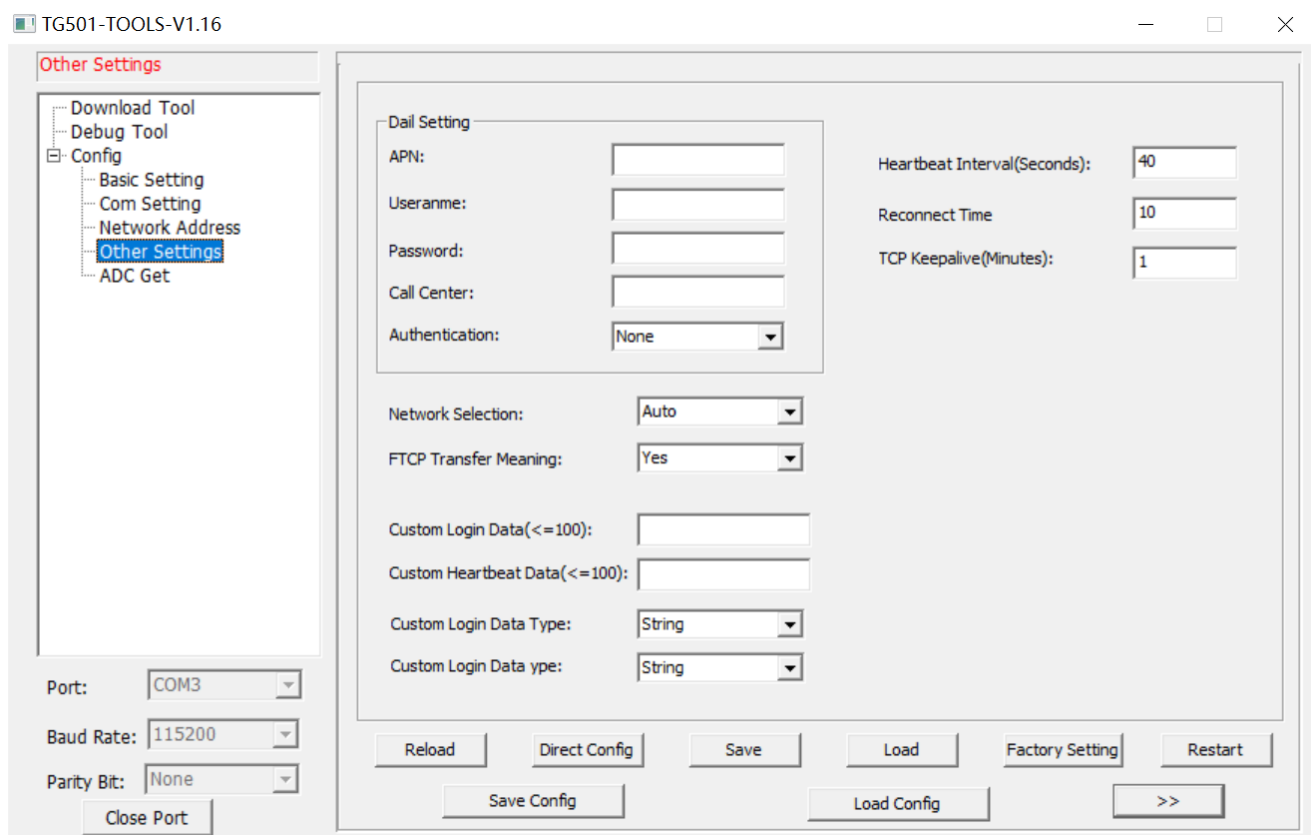 TG501-TOOLS-V1.16
Other Settings
Download Tool
Debug Tool
Config
Basic Setting
Com Setting
Network Address
Other Settings
ADC Get
Port:
COM3
Baud Rate:
115200
Parity Bit:
None
Close Port
Dail Setting
APN:
Useranme:
Password:
Call Center:
Authentication:
None
Network Selection:
Auto
FTCP Transfer Meaning:
Yes
Custom Login Data(<=100):
Custom Heartbeat Data(<=100):
Custom Login Data Type:
String
Custom Login Data ype:
String
Heartbeat Interval(Seconds):
40
Reconnect Time
10
TCP Keepalive(Minutes):
1
Reload
Direct Config
Save
Load
Factory Setting
Restart
Save Config
Load Config
>>